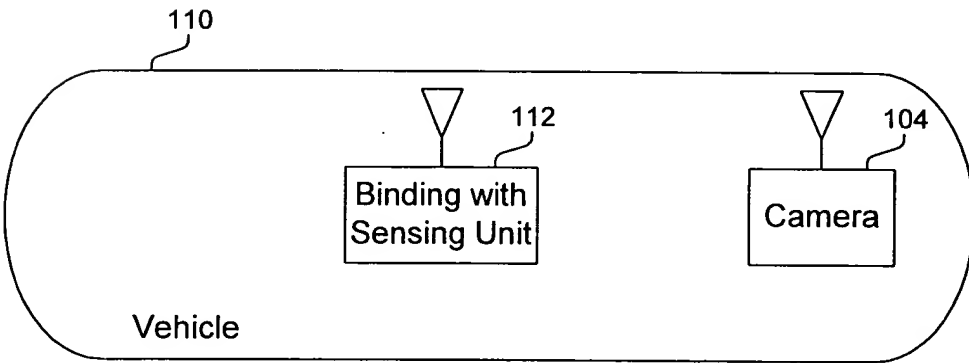 110
112
104
Binding with
Sensing Unit
Camera
Vehicle